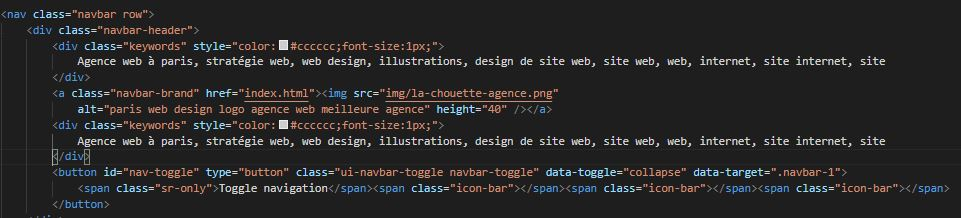 <nav class="navbar row">
<div class="navbar-header">
<div class="keywords" style="color:#cccccc;font-size:1px;">
Agence web à paris, stratégie web, web design, illustrations, design de site web, site web, web, internet, site internet, site
</div>
<a class="navbar-brand" href="index.html"><img src="img/la-chouette-agence.png"
alt="paris web design logo agence web meilleure agence" height="40" /></a>
<div class="keywords" style="color:#cccccc;font-size:1px;">
Agence web à paris, stratégie web, web design, illustrations, design de site web, site web, web, internet, site internet, site
</div>
<button id="nav-toggle" type="button" class="ui-navbar-toggle navbar-toggle" data-toggle="collapse" data-target=".navbar-1">
<span class="sr-only">Toggle navigation</span><span class="icon-bar"></span><span class="icon-bar"></span><span class="icon-bar"></span>
</button>